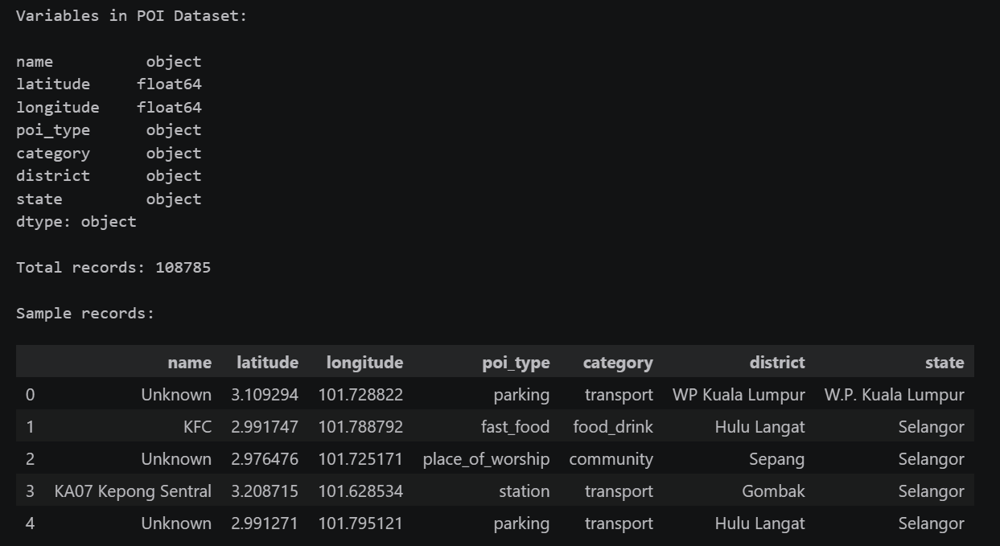 Variables in POI Dataset:
name object
latitude float64
longitude float64
poi_type object
category object
district object
state object
dtype: object
Total records: 108785
Sample records:
name latitude longitude poi_type category district state
0 Unknown 3.109294 101.728822 parking transport WP Kuala Lumpur W.P. Kuala Lumpur
1 KFC 2.991747 101.788792 fast_food food_drink Hulu Langat Selangor
2 Unknown 2.976476 101.725171 place_of_worship community Sepang Selangor
3 KA07 Kepong Sentral 3.208715 101.628534 station transport Gombak Selangor
4 Unknown 2.991271 101.795121 parking transport Hulu Langat Selangor